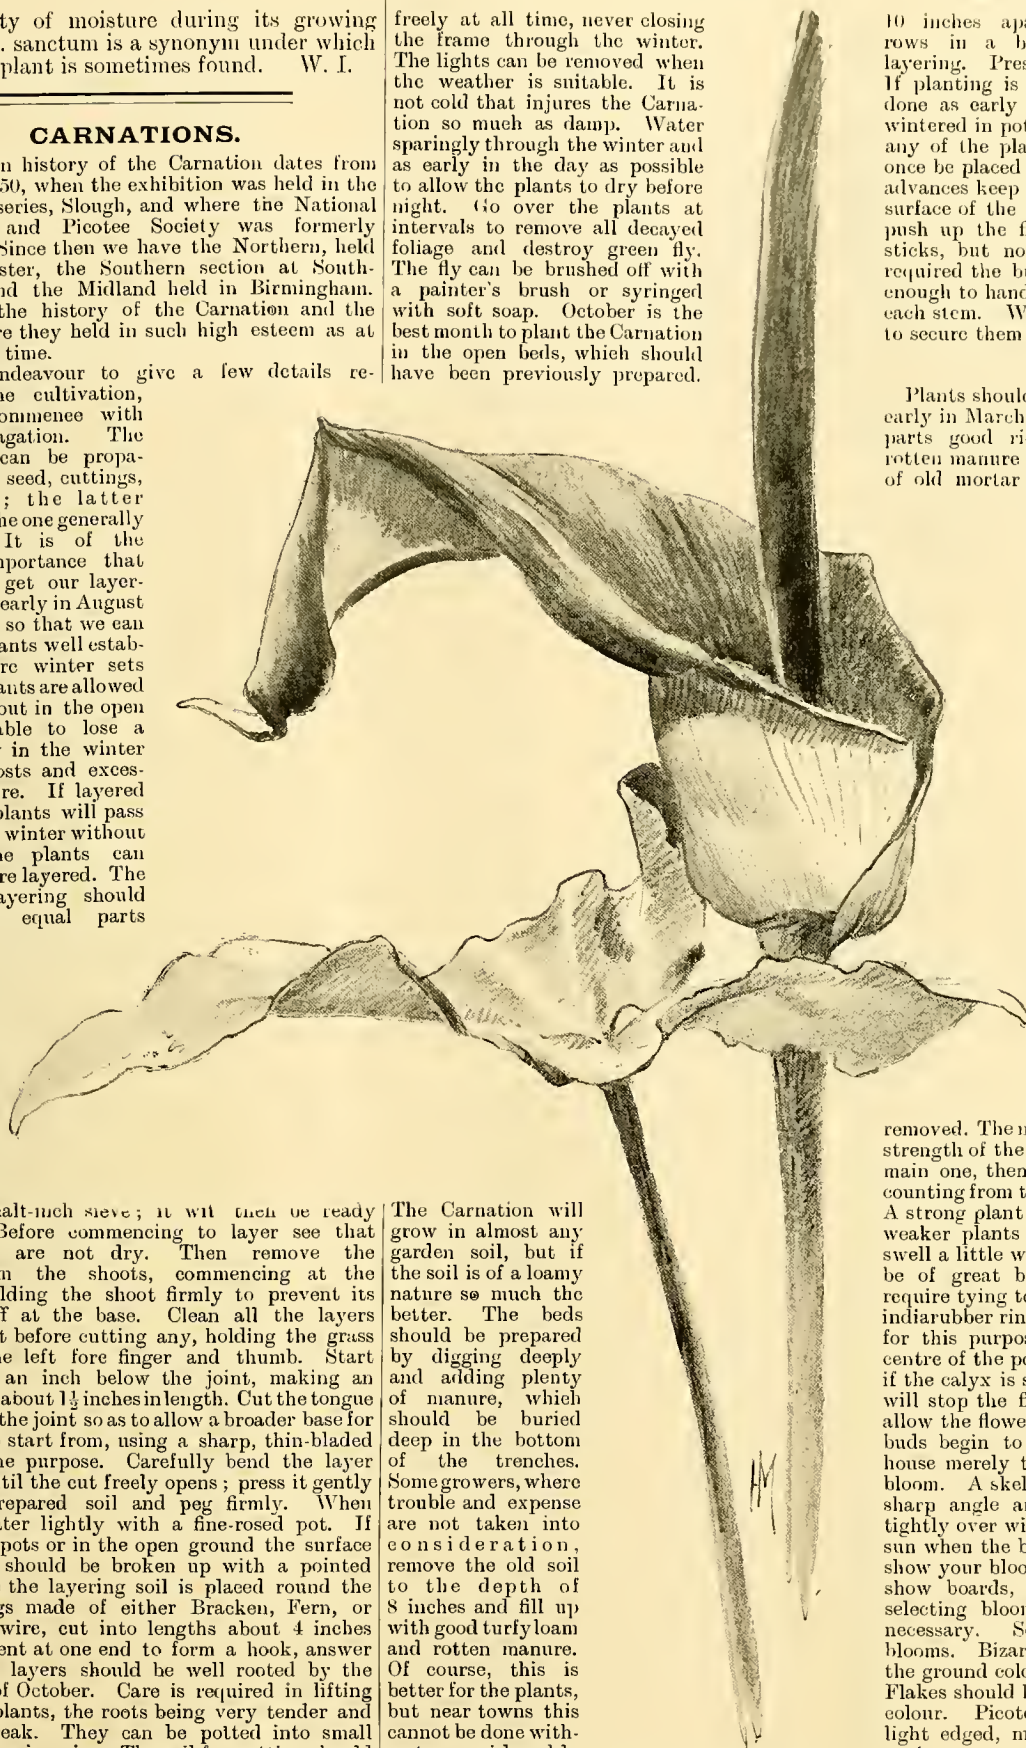 ty of moisture during its growing
. sanctum is a synonym under which
plant is sometimes found. W. I.
CARNATIONS.
n history of the Carnation dates from
50, when the exhibition was held in the
series, Slough, and where the National
and Picotee Society was formerly
Since then we have the Northern, held
ster, the Southern section at South-
nd the Midland held in Birmingham.
the history of the Carnation and the
re they held in such high esteem as at
time.
ndeavour to give a few details re-
ne cultivation,
ommence with
agation. The
can be propa-
seed, cuttings,
; the latter
ne one generally
It is of the
mportance that
get our layer-
early in August
so that we can
ants well estab-
re winter sets
ants are allowed
out in the open
able to lose a
in the winter
osts and exces-
re. If layered
plants will pass
winter without
ne plants can
re layered. The
ayering should
equal parts
half-inch sieve; it will then be ready
Before commencing to layer see that
are not dry. Then remove the
n the shoots, commencing at the
lding the shoot firmly to prevent its
f at the base. Clean all the layers
t before cutting any, holding the grass
e left fore finger and thumb. Start
an inch below the joint, making an
about 1½ inches in length. Cut the tongue
the joint so as to allow a broader base for
start from, using a sharp, thin-bladed
ne purpose. Carefully bend the layer
til the cut freely opens; press it gently
repared soil and peg firmly. When
ter lightly with a fine-rosed pot. If
pots or in the open ground the surface
should be broken up with a pointed
the layering soil is placed round the
gs made of either Bracken, Fern, or
wire, cut into lengths about 4 inches
ent at one end to form a hook, answer
layers should be well rooted by the
of October. Care is required in lifting
plants, the roots being very tender and
eak. They can be potted into small
freely at all time, never closing
the frame through the winter.
The lights can be removed when
the weather is suitable. It is
not cold that injures the Carna-
tion so much as damp. Water
sparingly through the winter and
as early in the day as possible
to allow the plants to dry before
night. Go over the plants at
intervals to remove all decayed
foliage and destroy green fly.
The fly can be brushed off with
a painter's brush or syringed
with soft soap. October is the
best month to plant the Carnation
in the open beds, which should
have been previously prepared.
The Carnation will
grow in almost any
garden soil, but if
the soil is of a loamy
nature so much the
better. The beds
should be prepared
by digging deeply
and adding plenty
of manure, which
should be buried
deep in the bottom
of the trenches.
Some growers, where
trouble and expense
are not taken into
consideration,
remove the old soil
to the depth of
8 inches and fill up
with good turfy loam
and rotten manure.
Of course, this is
better for the plants,
but near towns this
cannot be done with-
HM
10 inches apa
rows in a b
layering. Pres
If planting is
done as early
wintered in pot
any of the pla
once be placed
advances keep
surface of the
push up the f
sticks, but no
required the b
enough to hand
each stem. W
to secure them
Plants shoul
early in March
parts good ri
rotten manure
of old mortar
removed. The n
strength of the
main one, then
counting from t
A strong plant
weaker plants
swell a little w
be of great b
require tying to
indiarubber rin
for this purpos
centre of the po
if the calyx is s
will stop the f
allow the flowe
buds begin to
house merely t
bloom. A skel
sharp angle a
tightly over wi
sun when the b
show your bloo
show boards,
selecting bloom
necessary. S
blooms. Bizar
the ground colo
Flakes should b
colour. Picote
light edged, m